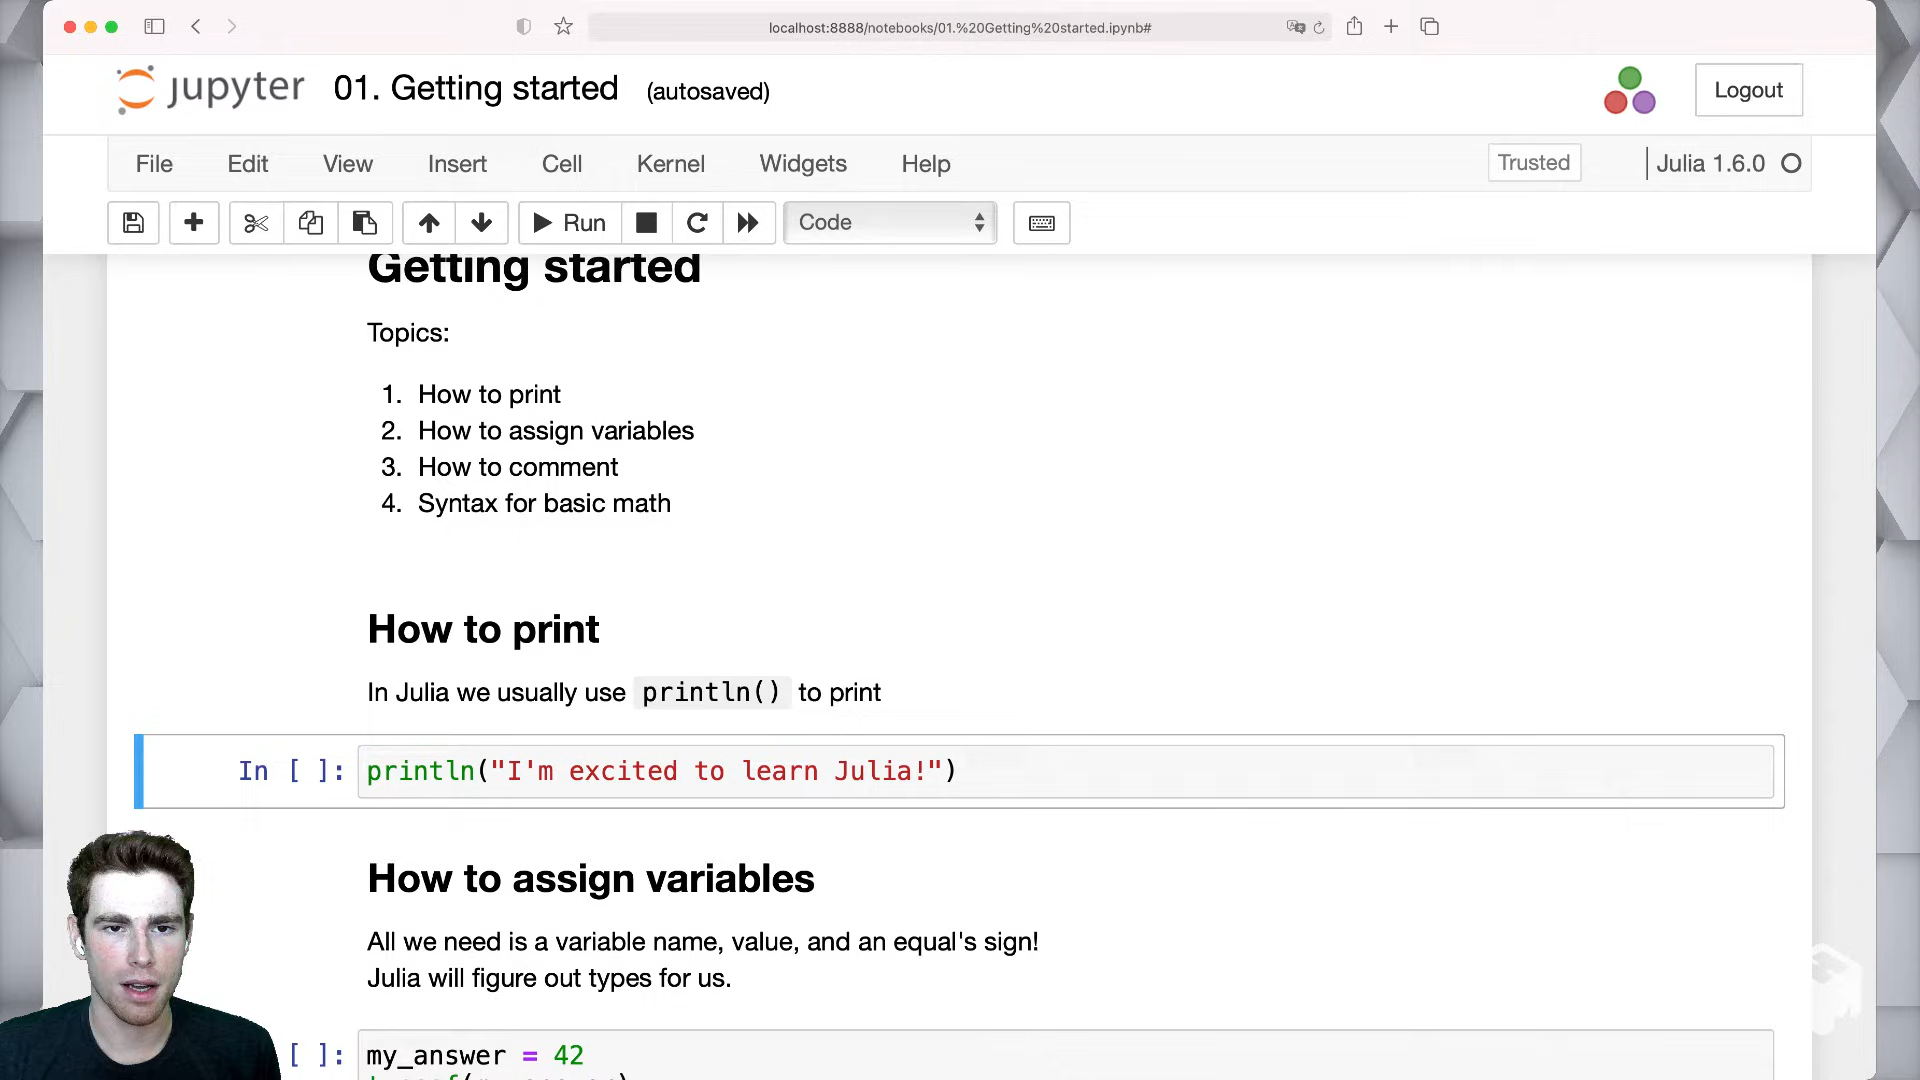 localhost:8888/notebooks/01.%20Getting%20started.ipynb#
jupyter 01. Getting started (autosaved) Logout
File Edit View Insert Cell Kernel Widgets Help Trusted Julia 1.6.0
Run Code
Getting started
Topics:
1. How to print
2. How to assign variables
3. How to comment
4. Syntax for basic math
How to print
In Julia we usually use println() to print
In [ ]: println("I'm excited to learn Julia!")
How to assign variables
All we need is a variable name, value, and an equal's sign!
Julia will figure out types for us.
[ ]: my_answer = 42